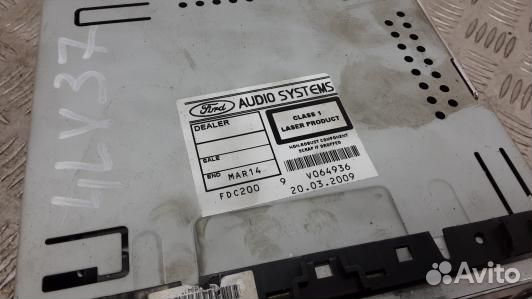 44Y37
Ford AUDIO SYSTEMS
DEALER
CLASS 1
LASER PRODUCT
NON-ROBUST COMPONENT
SCRAP IF DROPPED
SALE
END MAR14
FDC200
9 V064936
20.03.2009
Avito